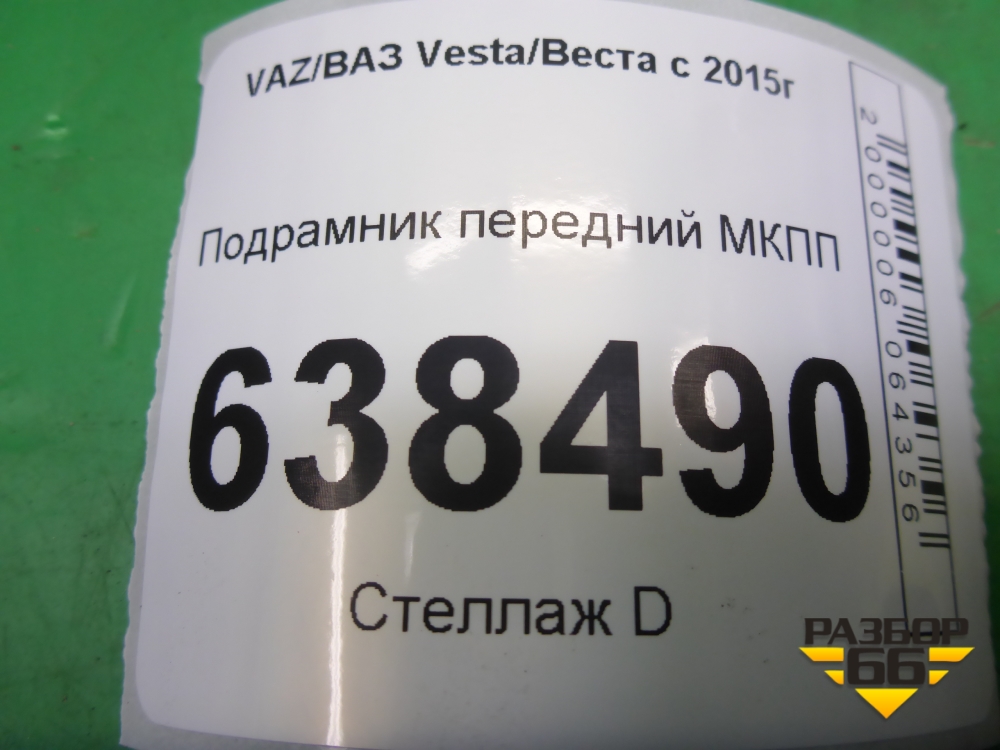 VAZ/ВАЗ Vesta/Веста с 2015г
Подрамник передний МКПП
638490
Стеллаж D
2000006064356
РАЗБОР
66